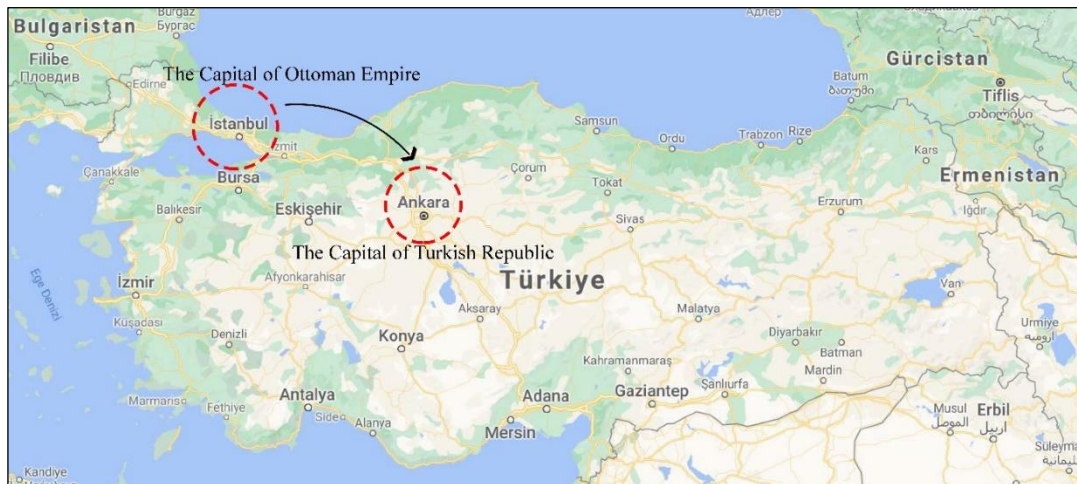 Burgaz
Бургас
Bulgaristan
Filibe
Пловдив
Edirne
Адлер
Gürcistan
Batum
ბათუმი
Tiflis
თბილისი
The Capital of Ottoman Empire
İstanbul
İzmit
Samsun
Ordu
Trabzon
Rize
Kars
Ermenistan
Çanakkale
Bursa
Çorum
Tokat
Balıkesir
Eskişehir
Ankara
Sivas
Erzurum
Iğdır
The Capital of Turkish Republic
Ege Denizi
İzmir
Afyonkarahisar
Türkiye
Van
Kuşadası
Aksaray
Malatya
Denizli
Konya
Diyarbakır
Batman
Urmiye
ارومیه
Kahramanmaraş
Mardin
Marmaris
Fethiye
Antalya
Side
Alanya
Adana
Mersin
Gaziantep
Şanlıurfa
Musul
الموصل
Erbil
أربيل
Süleym
Kandiye